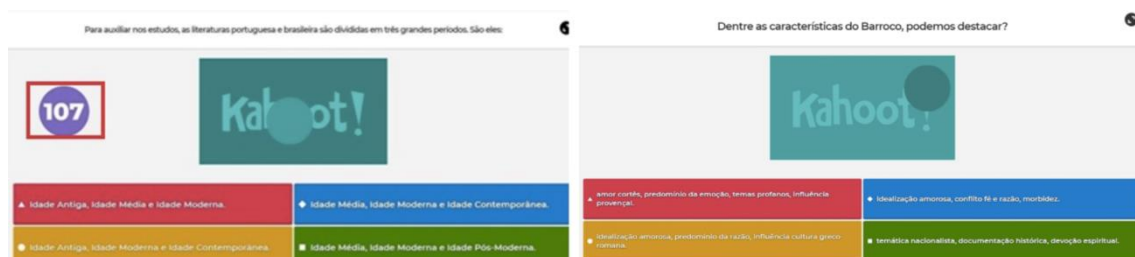 Para auxiliar nos estudos, as literaturas portuguesa e brasileira são divididas em três grandes períodos. São eles:
107
Kahoot!
Idade Antiga, Idade Média e Idade Moderna.
Idade Média, Idade Moderna e Idade Contemporânea.
Idade Antiga, Idade Moderna e Idade Contemporânea.
Idade Média, Idade Moderna e Idade Pós-Moderna.
Dentre as características do Barroco, podemos destacar?
Kahoot!
amor cortês, predomínio da emoção, temas profanos, influência
provençal.
Idealização amorosa, conflito fé e razão, morbidez.
Idealização amorosa, predomínio da razão, influência cultura greco-
romana.
temática nacionalista, documentação histórica, devoção espiritual.